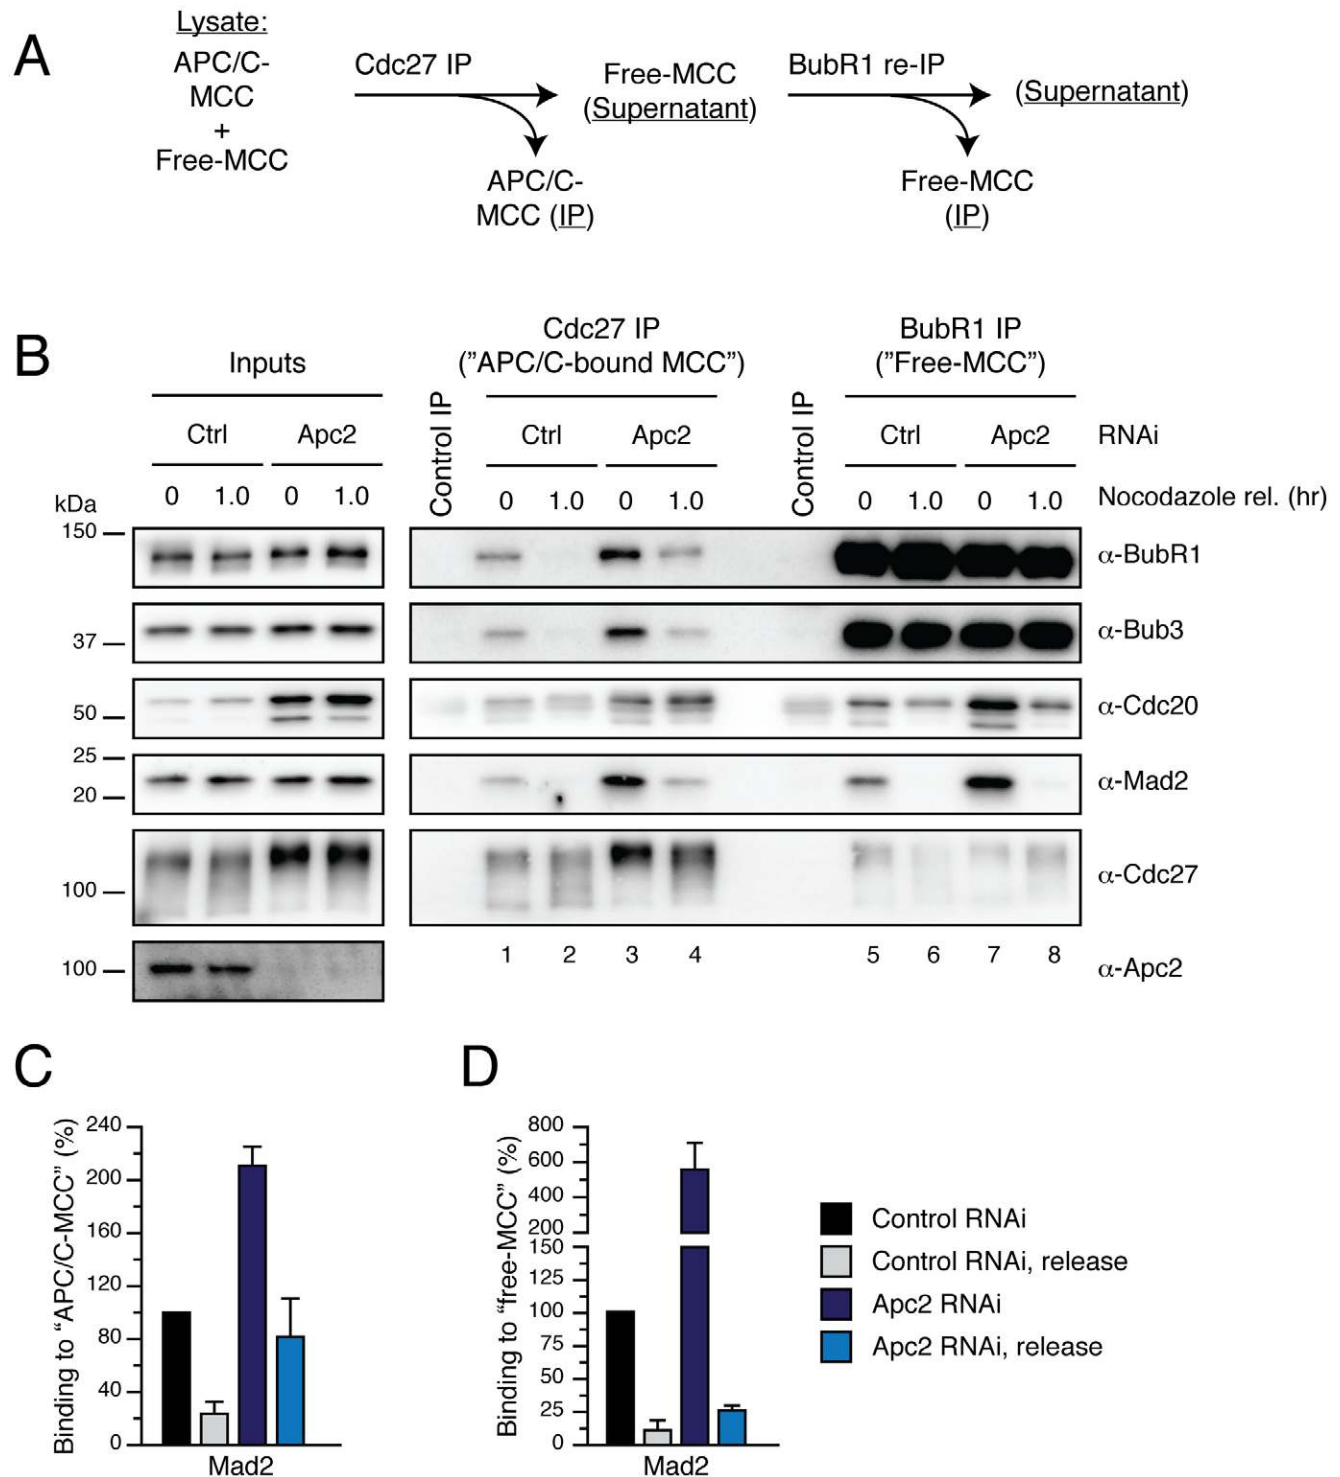 A
Lysate:
APC/C-
MCC
+
Free-MCC
Cdc27 IP
APC/C-
MCC (IP)
Free-MCC
(Supernatant)
BubR1 re-IP
Free-MCC
(IP)
(Supernatant)
B
Inputs
Control IP
Cdc27 IP
("APC/C-bound MCC")
Control IP
BubR1 IP
("Free-MCC")
Ctrl Apc2 Ctrl Apc2 Ctrl Apc2 RNAi
kDa 0 1.0 0 1.0 0 1.0 0 1.0 0 1.0 0 1.0 Nocodazole rel. (hr)
150 α-BubR1
37 α-Bub3
50 α-Cdc20
25
20 α-Mad2
100 α-Cdc27
1 2 3 4 5 6 7 8
100 α-Apc2
C
Binding to "APC/C-MCC" (%)
240
200
160
120
80
40
0
Mad2
D
Binding to "free-MCC" (%)
800
600
400
200
150
125
100
75
50
25
0
Mad2
Control RNAi
Control RNAi, release
Apc2 RNAi
Apc2 RNAi, release